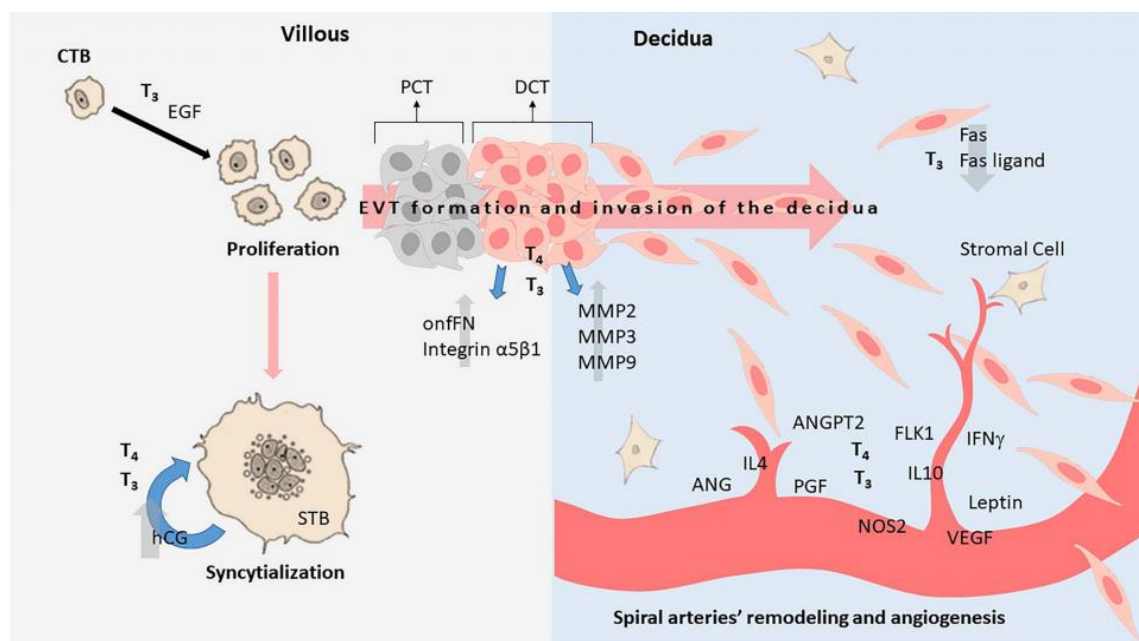 Villous
Decidua
CTB
T3
EGF
PCT
DCT
Fas
T3
Fas ligand
EVT formation and invasion of the decidua
Proliferation
T4
T3
Stromal Cell
onfFN
Integrin α5β1
MMP2
MMP3
MMP9
T4
T3
hCG
STB
Syncytialization
ANGPT2
FLK1
IFNγ
T4
IL4
IL10
ANG
PGF
T3
Leptin
NOS2
VEGF
Spiral arteries’ remodeling and angiogenesis